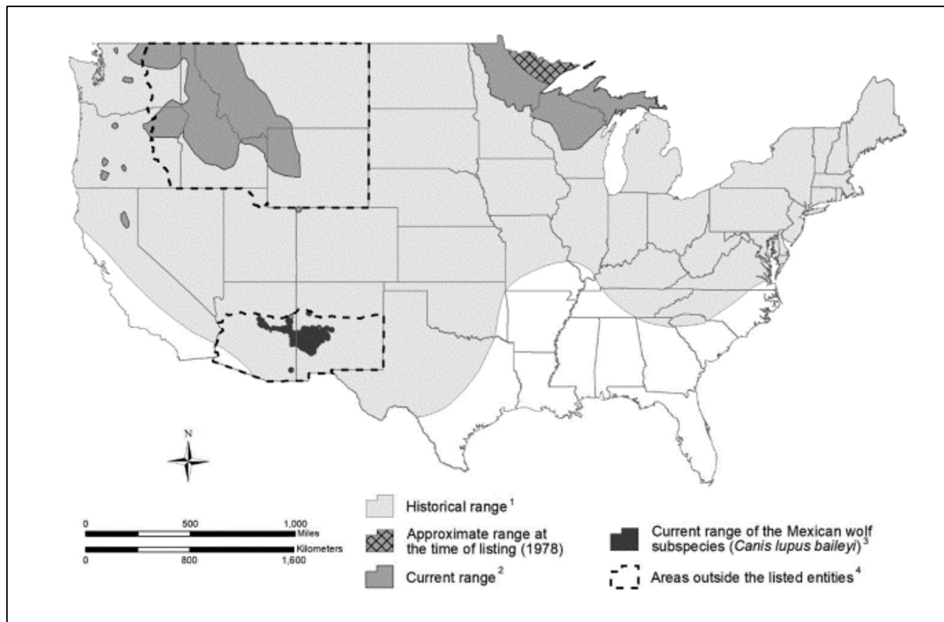 N
0 500 1,000
Miles
Kilometers
0 800 1,600
Historical range 1
Approximate range at
the time of listing (1978)
Current range 2
Current range of the Mexican wolf
subspecies (Canis lupus baileyi) 3
Areas outside the listed entities 4